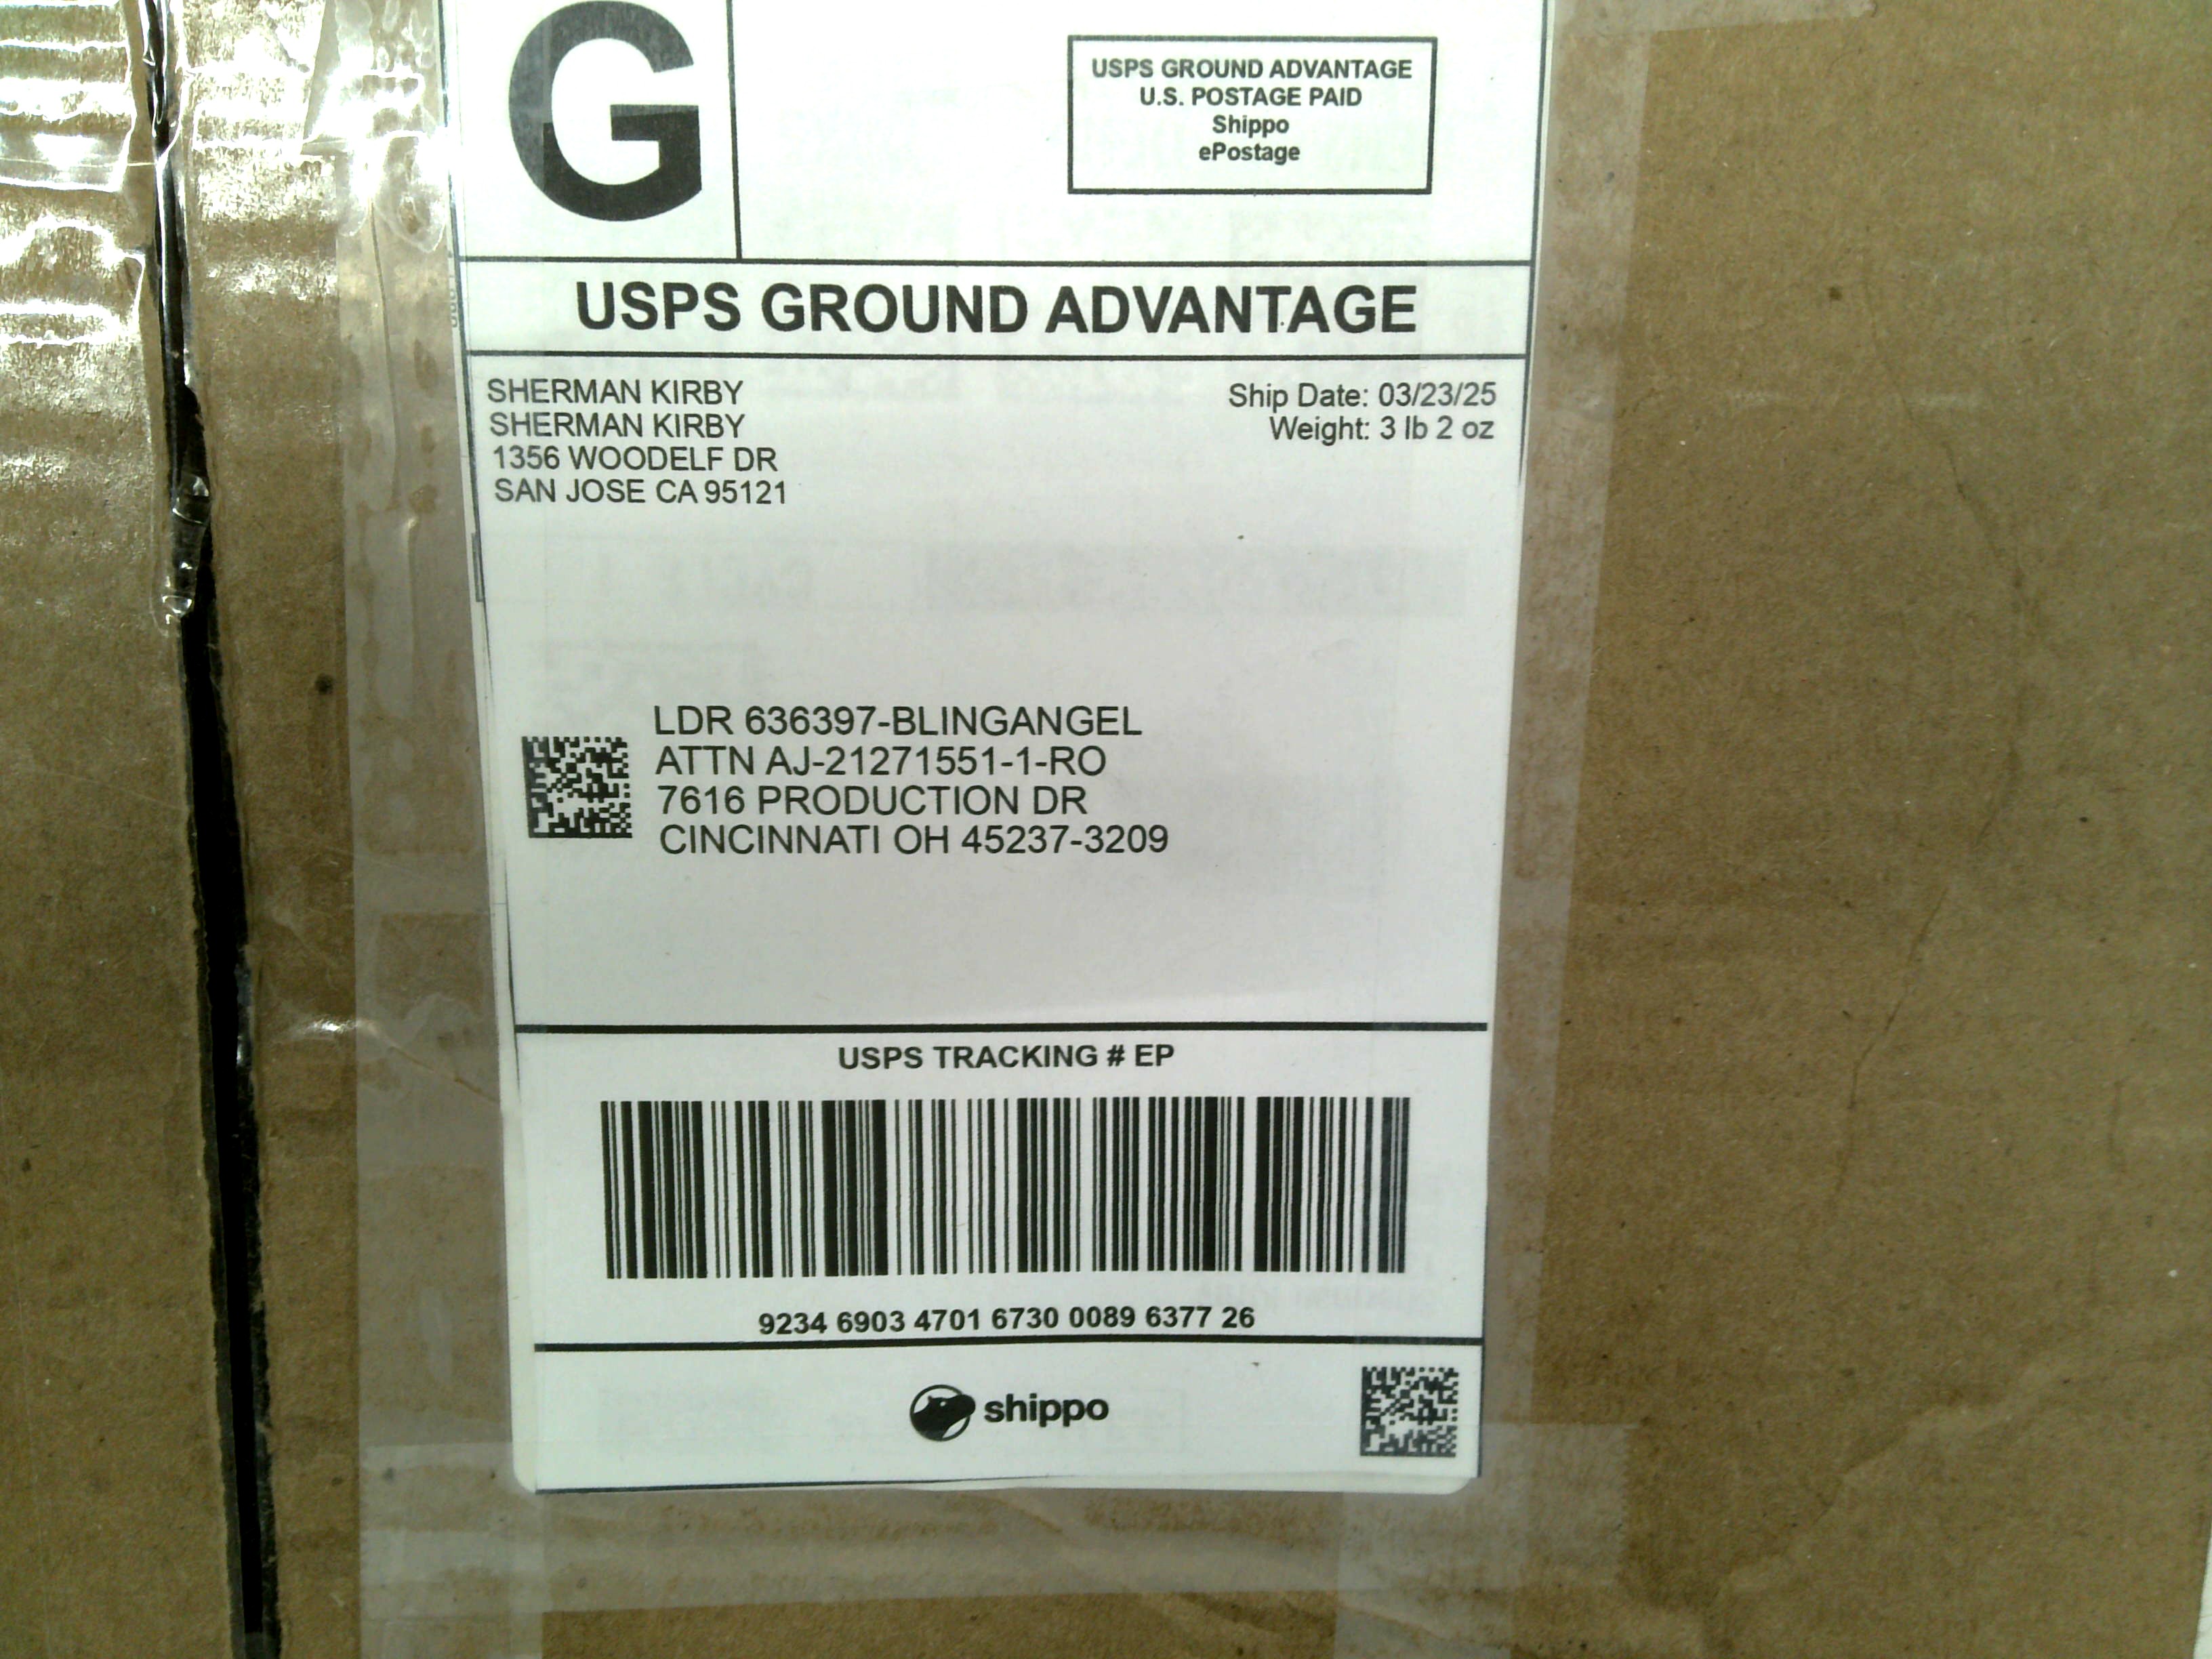 G
USPS GROUND ADVANTAGE
U.S. POSTAGE PAID
Shippo
ePostage
USPS GROUND ADVANTAGE
SHERMAN KIRBY
SHERMAN KIRBY
1356 WOODELF DR
SAN JOSE CA 95121
Ship Date: 03/23/25
Weight: 3 lb 2 oz
LDR 636397-BLINGANGEL
ATTN AJ-21271551-1-RO
7616 PRODUCTION DR
CINCINNATI OH 45237-3209
USPS TRACKING # EP
9234 6903 4701 6730 0089 6377 26
shippo